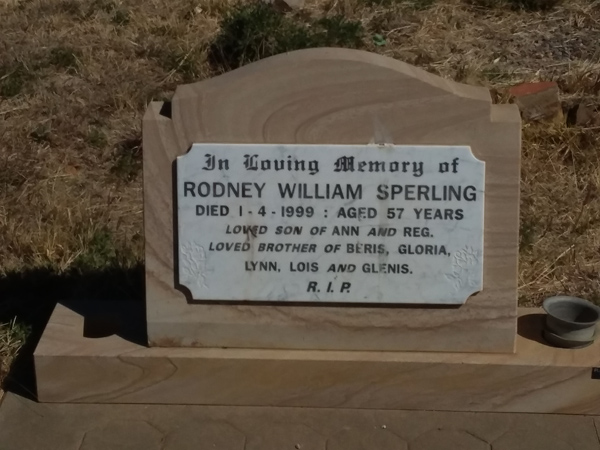 In Loving Memory of
RODNEY WILLIAM SPERLING
DIED 1-4-1999 : AGED 57 YEARS
LOVED SON OF ANN AND REG.
LOVED BROTHER OF BERIS, GLORIA,
LYNN, LOIS AND GLENIS.
R.I.P.